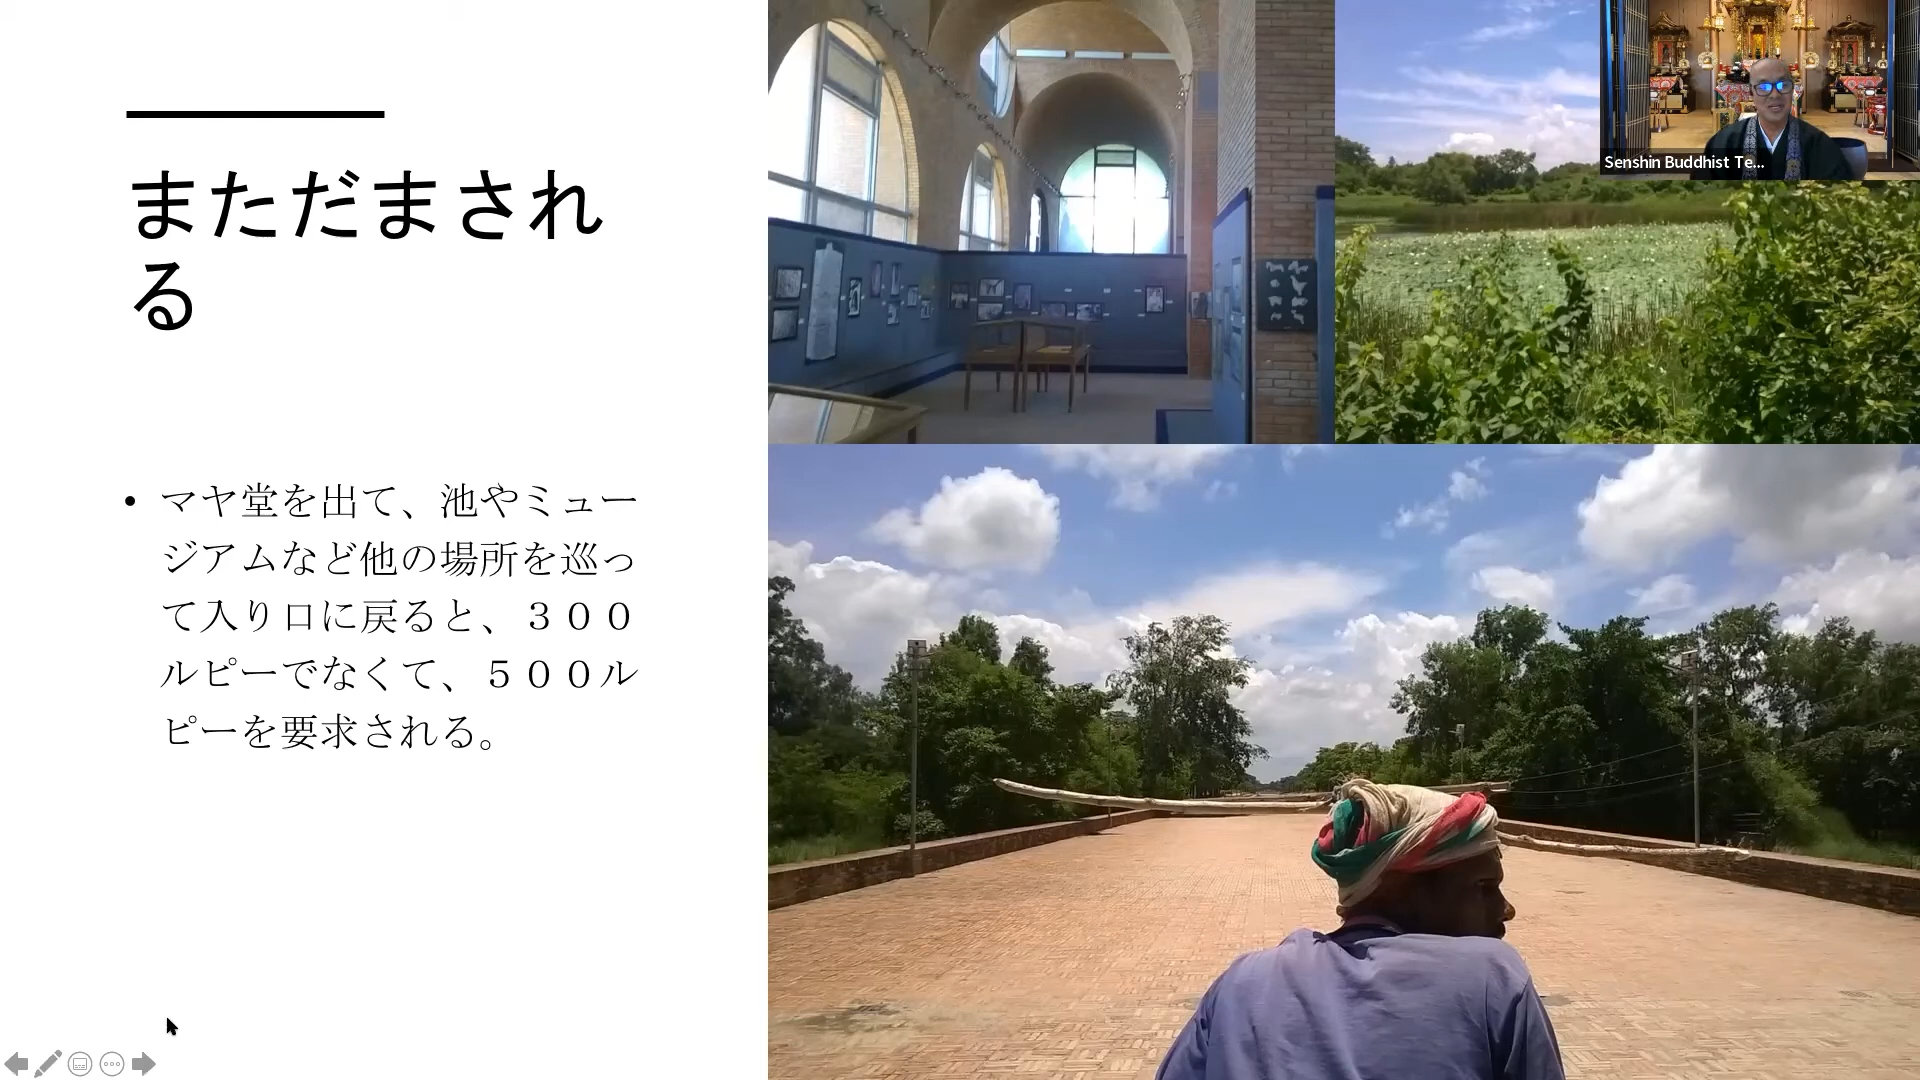 まただまされ
る
• マヤ堂を出て、池やミュー
ジアムなど他の場所を巡っ
て入り口に戻ると、３００
ルピーでなくて、５００ル
ピーを要求される。
Senshin Buddhist Te...